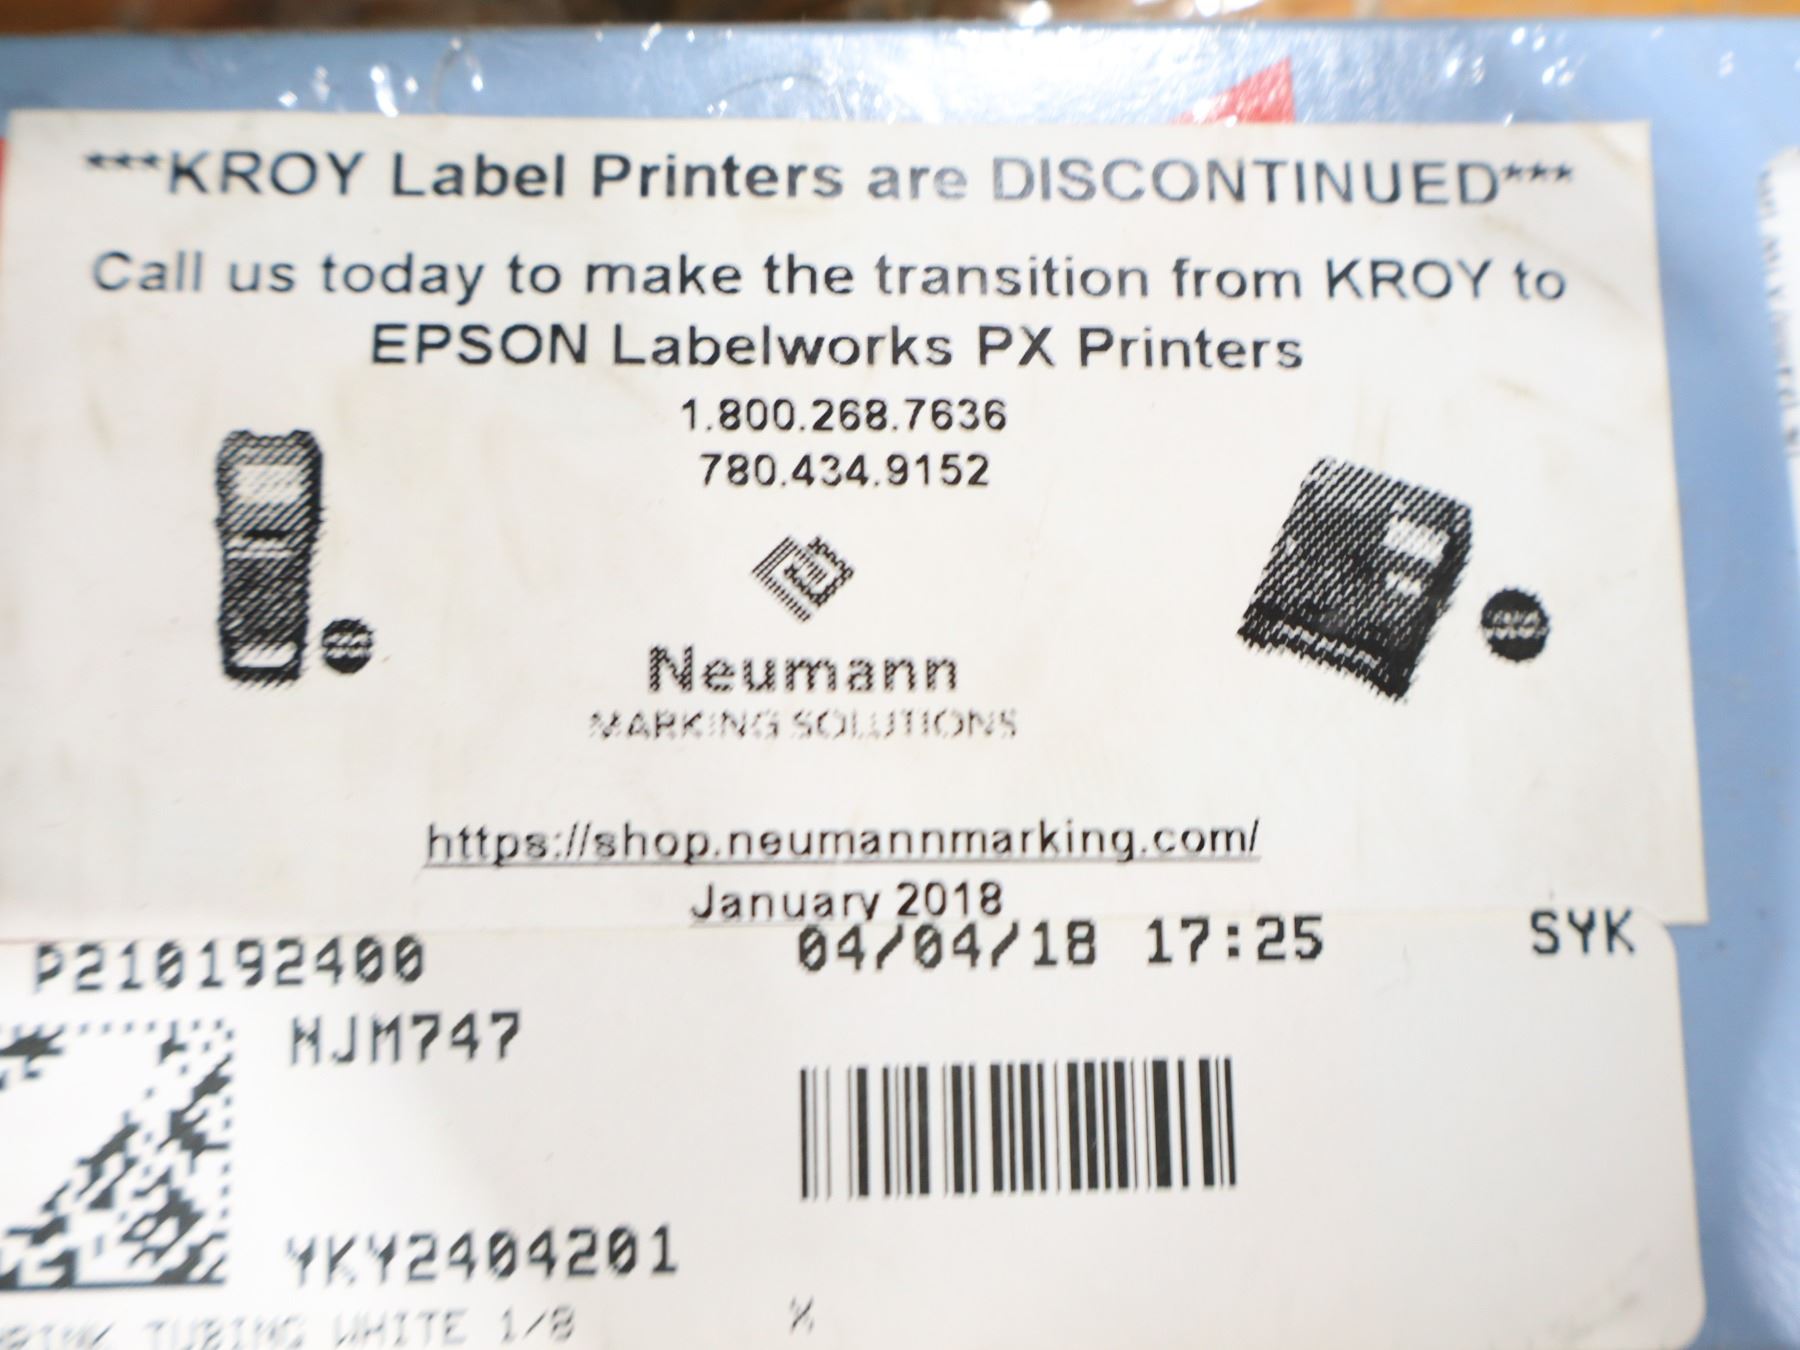 ***KROY Label Printers are DISCONTINUED***
Call us today to make the transition from KROY to
EPSON Labelworks PX Printers
1.800.268.7636
780.434.9152
Neumann
MARKING SOLUTIONS
https://shop.neumannmarking.com/
January 2018
P210192400
04/04/18 17:25
SYK
NJM747
YKY2404201
TUBING WHITE 1/8